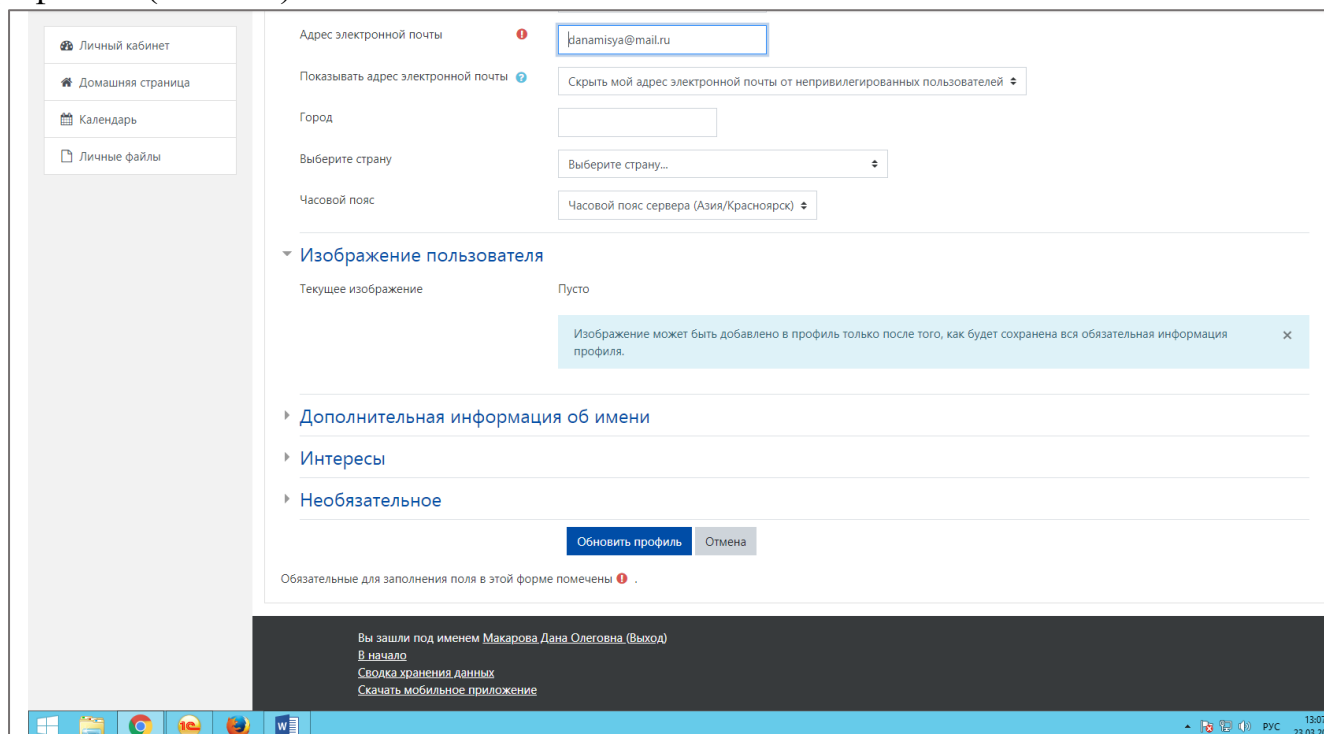 Личный кабинет
Домашняя страница
Календарь
Личные файлы
Адрес электронной почты
danamisya@mail.ru
Показывать адрес электронной почты
Скрыть мой адрес электронной почты от непривилегированных пользователей
Город
Выберите страну
Выберите страну...
Часовой пояс
Часовой пояс сервера (Азия/Красноярск)
Изображение пользователя
Текущее изображение
Пусто
Изображение может быть добавлено в профиль только после того, как будет сохранена вся обязательная информация
профиля.
Дополнительная информация об имени
Интересы
Необязательное
Обновить профиль
Отмена
Обязательные для заполнения поля в этой форме помечены .
Вы зашли под именем Макарова Дана Олеговна (Выход)
В начало
Сводка хранения данных
Скачать мобильное приложение
РУС
13:07